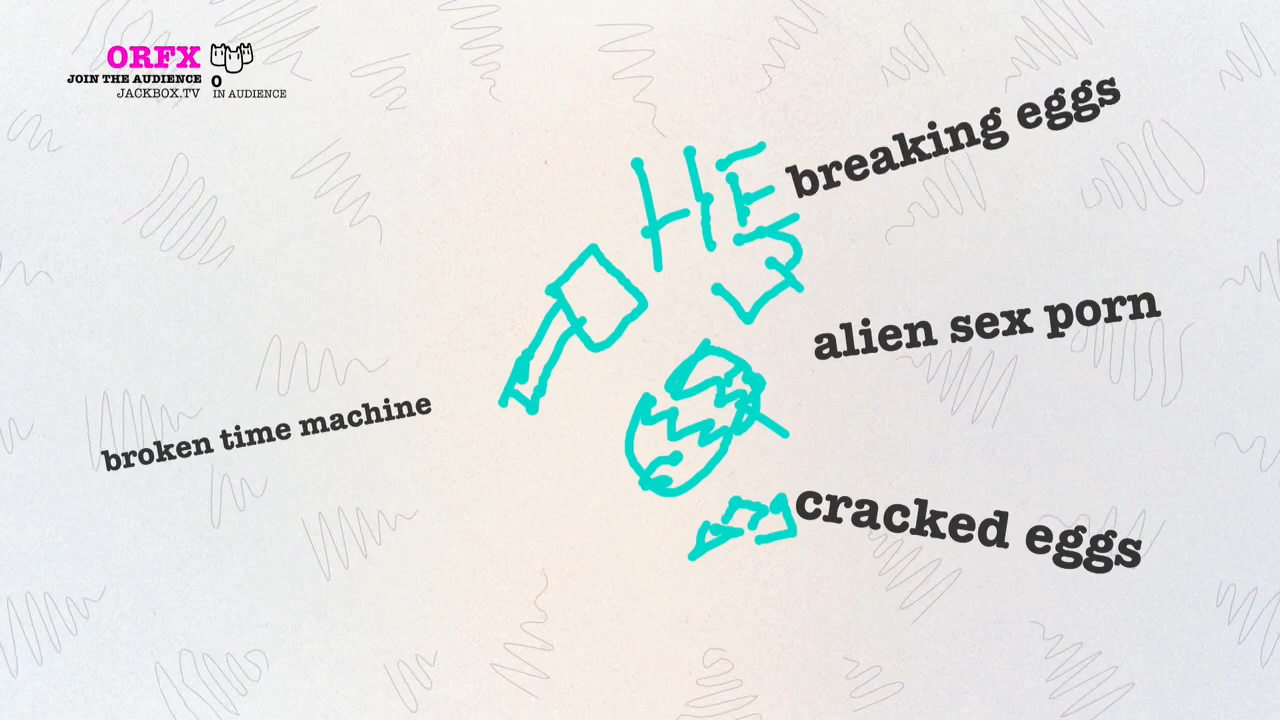 ORFX
JOIN THE AUDIENCE 0
JACKBOX.TV IN AUDIENCE
HE
breaking eggs
alien sex porn
broken time machine
cracked eggs